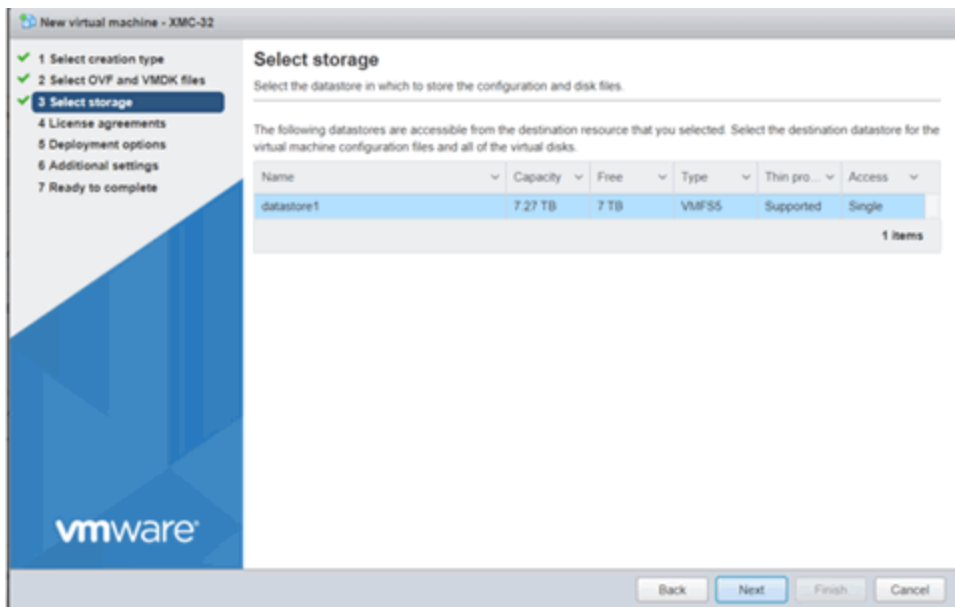 New virtual machine - XMC-32
1 Select creation type
2 Select OVF and VMDK files
3 Select storage
4 License agreements
5 Deployment options
6 Additional settings
7 Ready to complete
vmware
Select storage
Select the datastore in which to store the configuration and disk files.
The following datastores are accessible from the destination resource that you selected. Select the destination datastore for the
virtual machine configuration files and all of the virtual disks.
Name Capacity Free Type Thin pro... Access
datastore1 7.27 TB 7 TB VMFS5 Supported Single
1 items
Back Next Finish Cancel